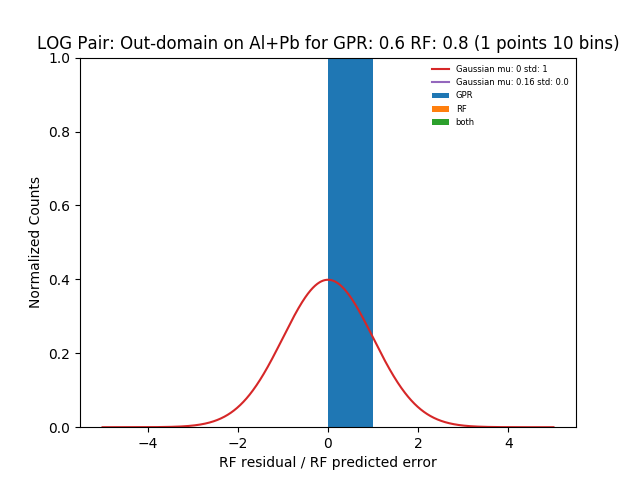 LOG Pair: Out-domain on Al+Pb for GPR: 0.6 RF: 0.8 (1 points 10 bins)
Gaussian mu: 0 std: 1
Gaussian mu: 0.16 std: 0.0
GPR
RF
both
1.0
0.8
0.6
0.4
0.2
0.0
Normalized Counts
−4
−2
0
2
4
RF residual / RF predicted error